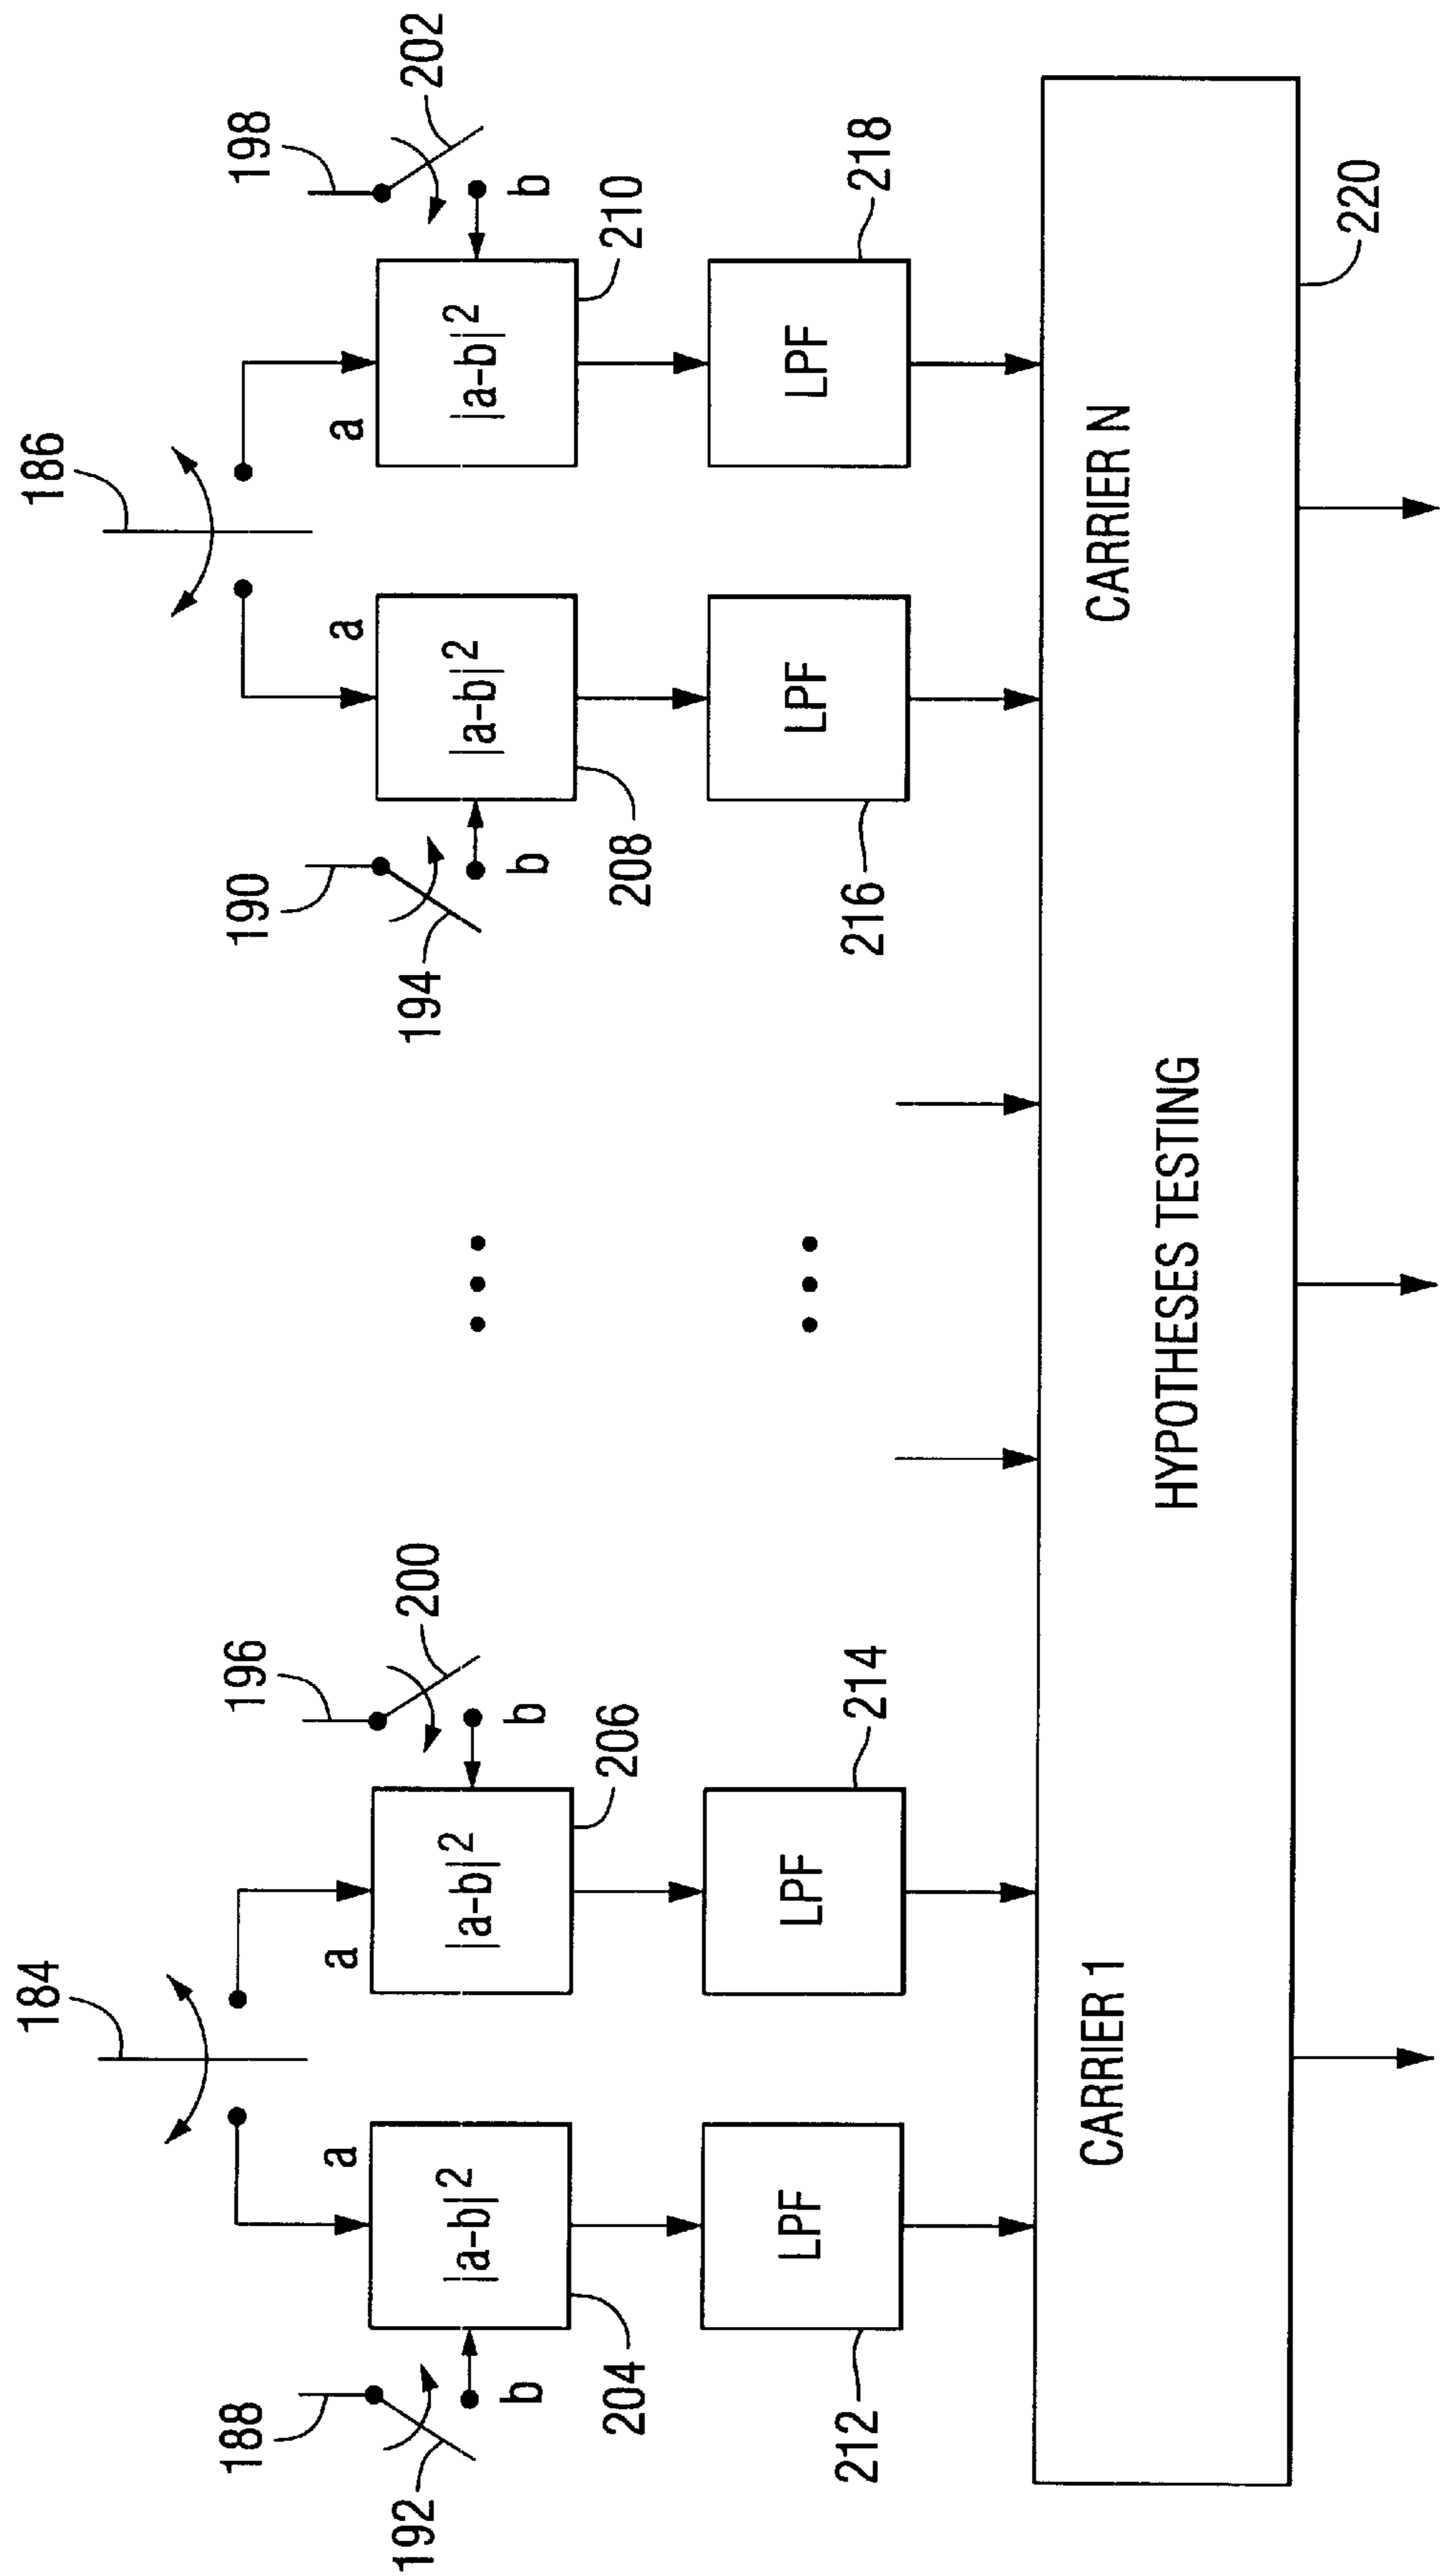 184
186
188
196
190
198
192
200
194
202
a
a
a
a
|a-b|²
|a-b|²
|a-b|²
|a-b|²
b
b
b
b
204
206
208
210
LPF
LPF
LPF
LPF
212
214
216
218
CARRIER 1
CARRIER N
HYPOTHESES TESTING
220